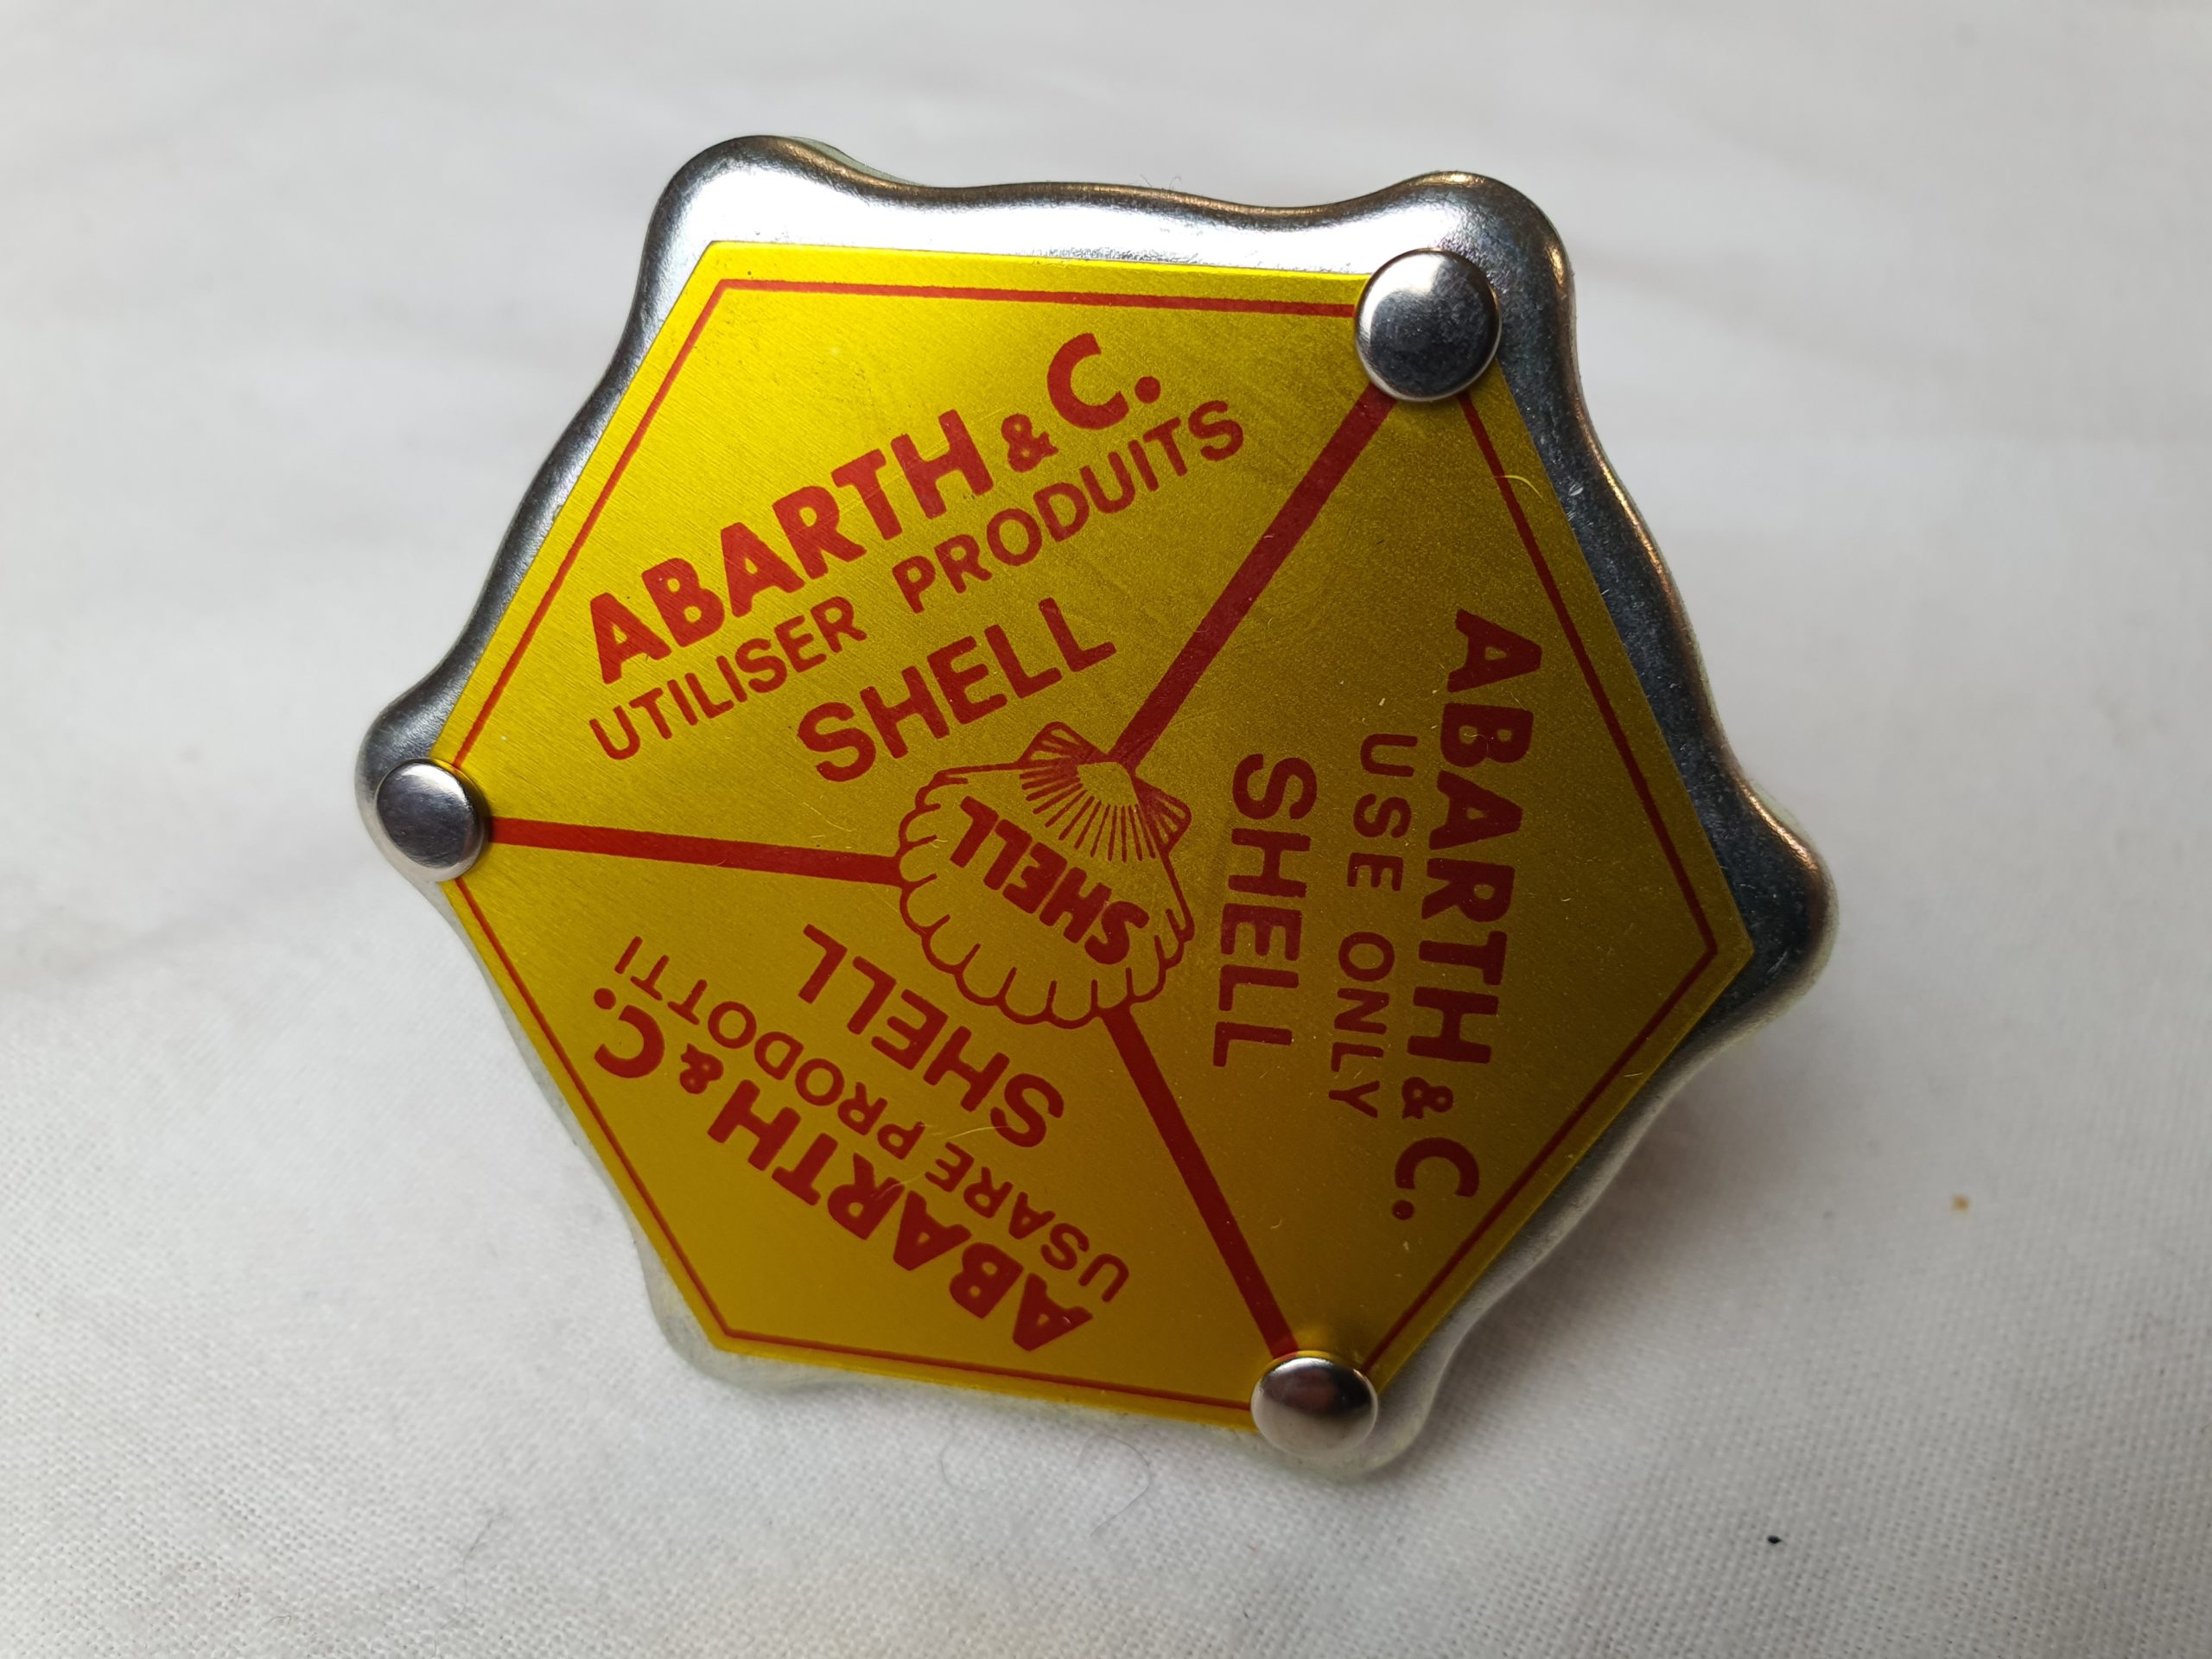 ABARTH & C.
UTILISER PRODUITS
SHELL
ABARTH & C.
USE ONLY
SHELL
ABARTH & C.
USARE PRODOTTI
SHELL
SHELL